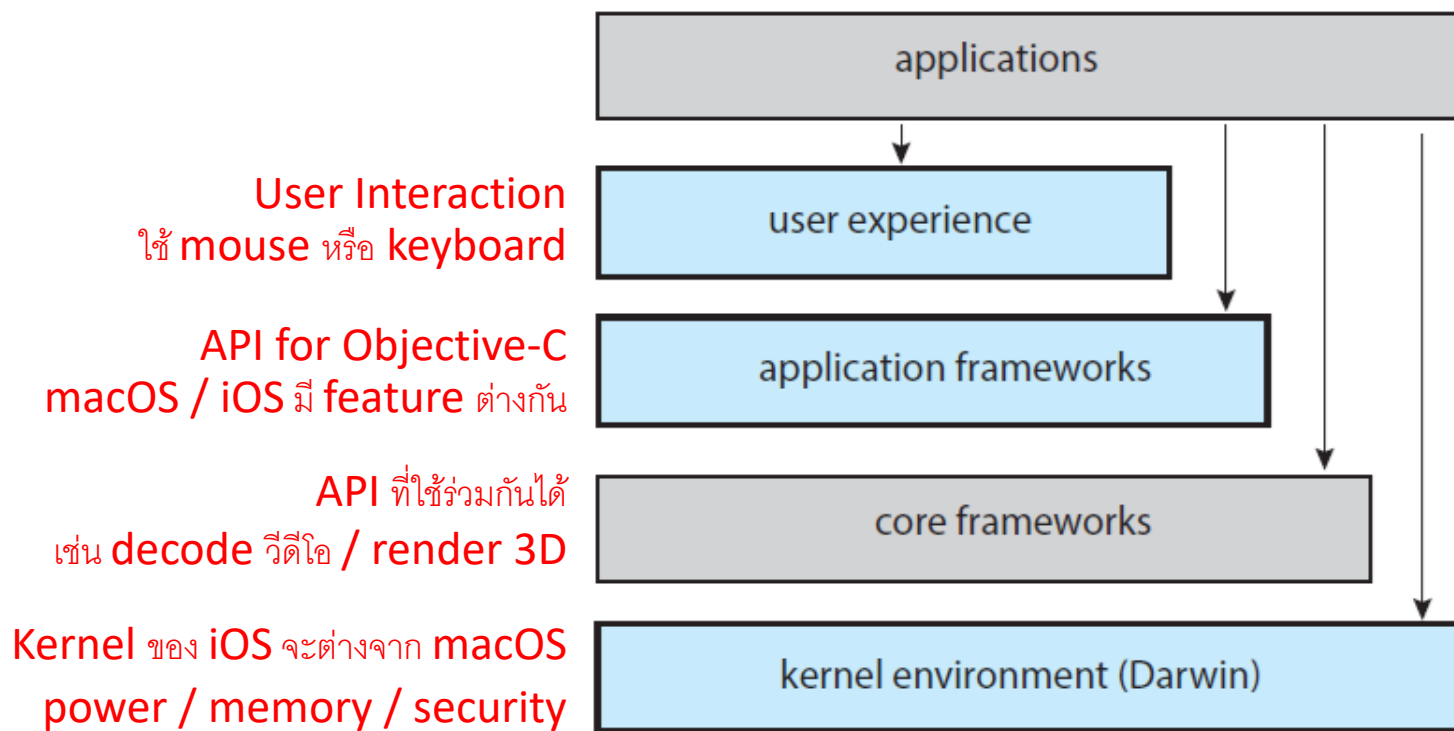 applications
User Interaction
ใช้ mouse หรือ keyboard
user experience
API for Objective-C
macOS / iOS มี feature ต่างกัน
application frameworks
API ที่ใช้ร่วมกันได้
เช่น decode วีดีโอ / render 3D
core frameworks
Kernel ของ iOS จะต่างจาก macOS
power / memory / security
kernel environment (Darwin)